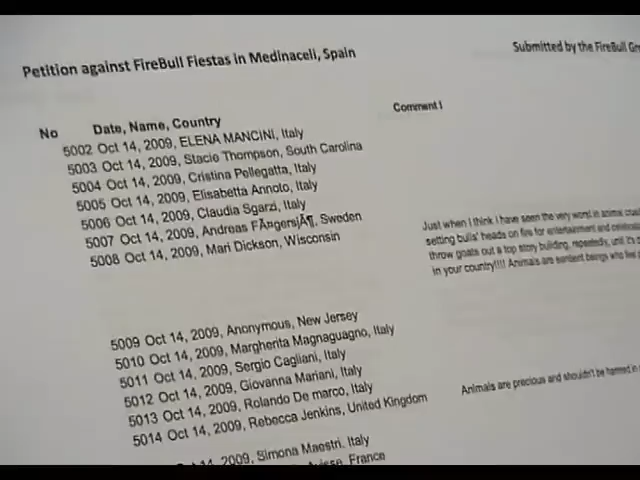 Petition against FireBull Fiestas in Medinaceli, Spain
Submitted by the FireBull
No Date, Name, Country
Comment
5002 Oct 14, 2009, ELENA MANCINI, Italy
5003 Oct 14, 2009, Stacie Thompson, South Carolina
5004 Oct 14, 2009, Cristina Pellegatta, Italy
5005 Oct 14, 2009, Elisabetta Annoto, Italy
5006 Oct 14, 2009, Claudia Sgarzi, Italy
5007 Oct 14, 2009, Andreas FÃ¤gersjÃ¶, Sweden
5008 Oct 14, 2009, Mari Dickson, Wisconsin
Just when I think I have seen the very worst in animal
setting bulls' heads on fire for entertainment and
throw goats out a top story building, repeatedly, until it's
in your country!!!! Animals are sentient beings who feel
5009 Oct 14, 2009, Anonymous, New Jersey
5010 Oct 14, 2009, Margherita Magnaguagno, Italy
5011 Oct 14, 2009, Sergio Cagliani, Italy
5012 Oct 14, 2009, Giovanna Mariani, Italy
5013 Oct 14, 2009, Rolando De marco, Italy
5014 Oct 14, 2009, Rebecca Jenkins, United Kingdom
Animals are precious and shouldn't be harmed in
14, 2009, Simona Maestri, Italy
France